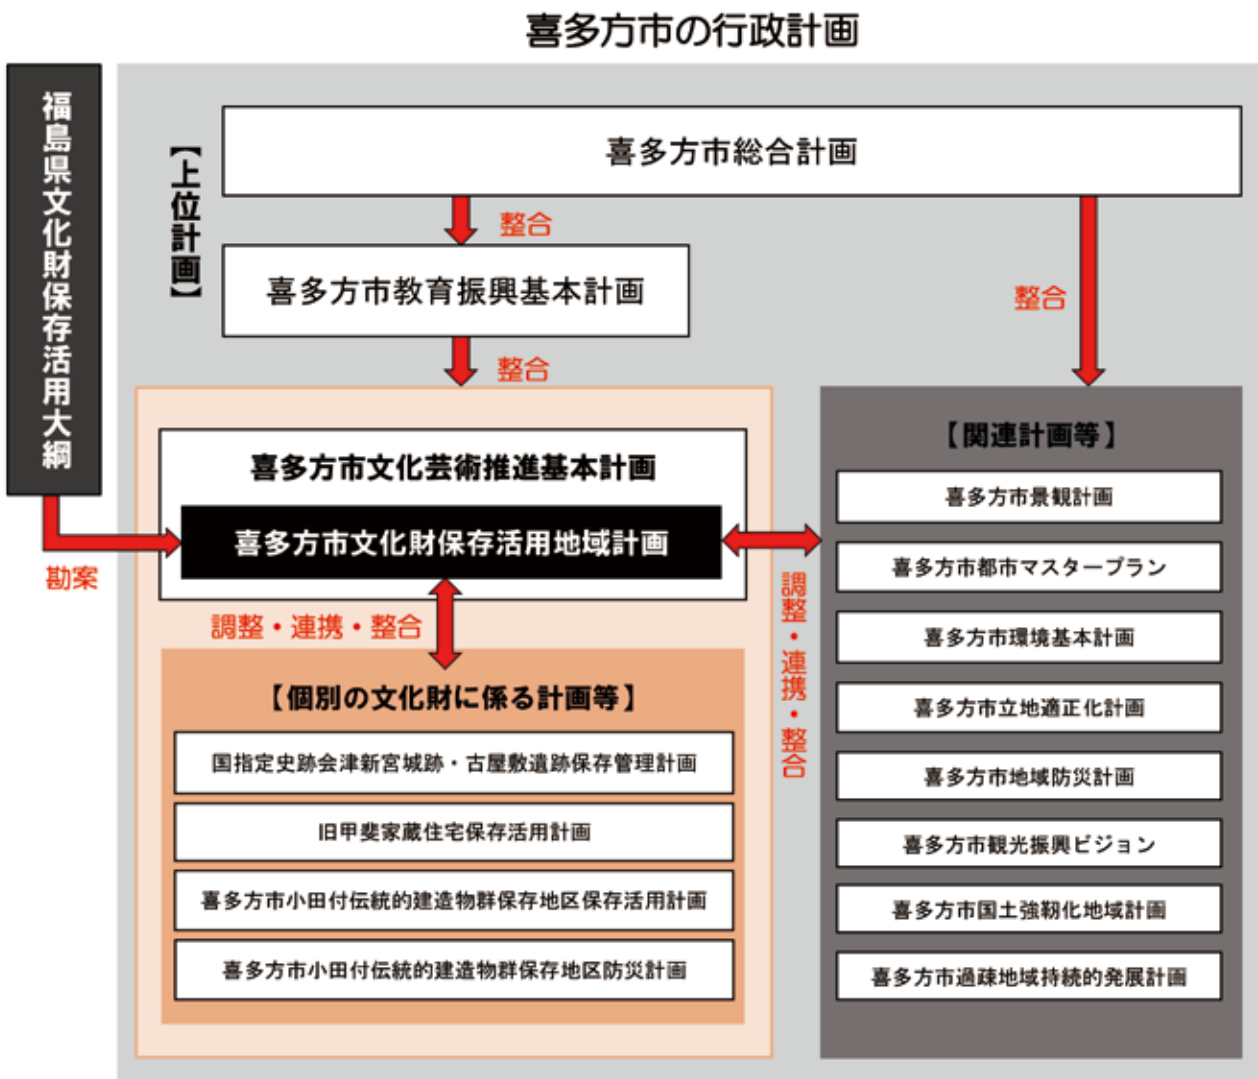 喜多方市の行政計画
福島県文化財保存活用大綱
【上位計画】
喜多方市総合計画
整合
喜多方市教育振興基本計画
整合
整合
喜多方市文化芸術推進基本計画
喜多方市文化財保存活用地域計画
勘案
調整・連携・整合
調整・連携・整合
【個別の文化財に係る計画等】
国指定史跡会津新宮城跡・古屋敷遺跡保存管理計画
旧甲斐家蔵住宅保存活用計画
喜多方市小田付伝統的建造物群保存地区保存活用計画
喜多方市小田付伝統的建造物群保存地区防災計画
【関連計画等】
喜多方市景観計画
喜多方市都市マスタープラン
喜多方市環境基本計画
喜多方市立地適正化計画
喜多方市地域防災計画
喜多方市観光振興ビジョン
喜多方市国土強靭化地域計画
喜多方市過疎地域持続的発展計画